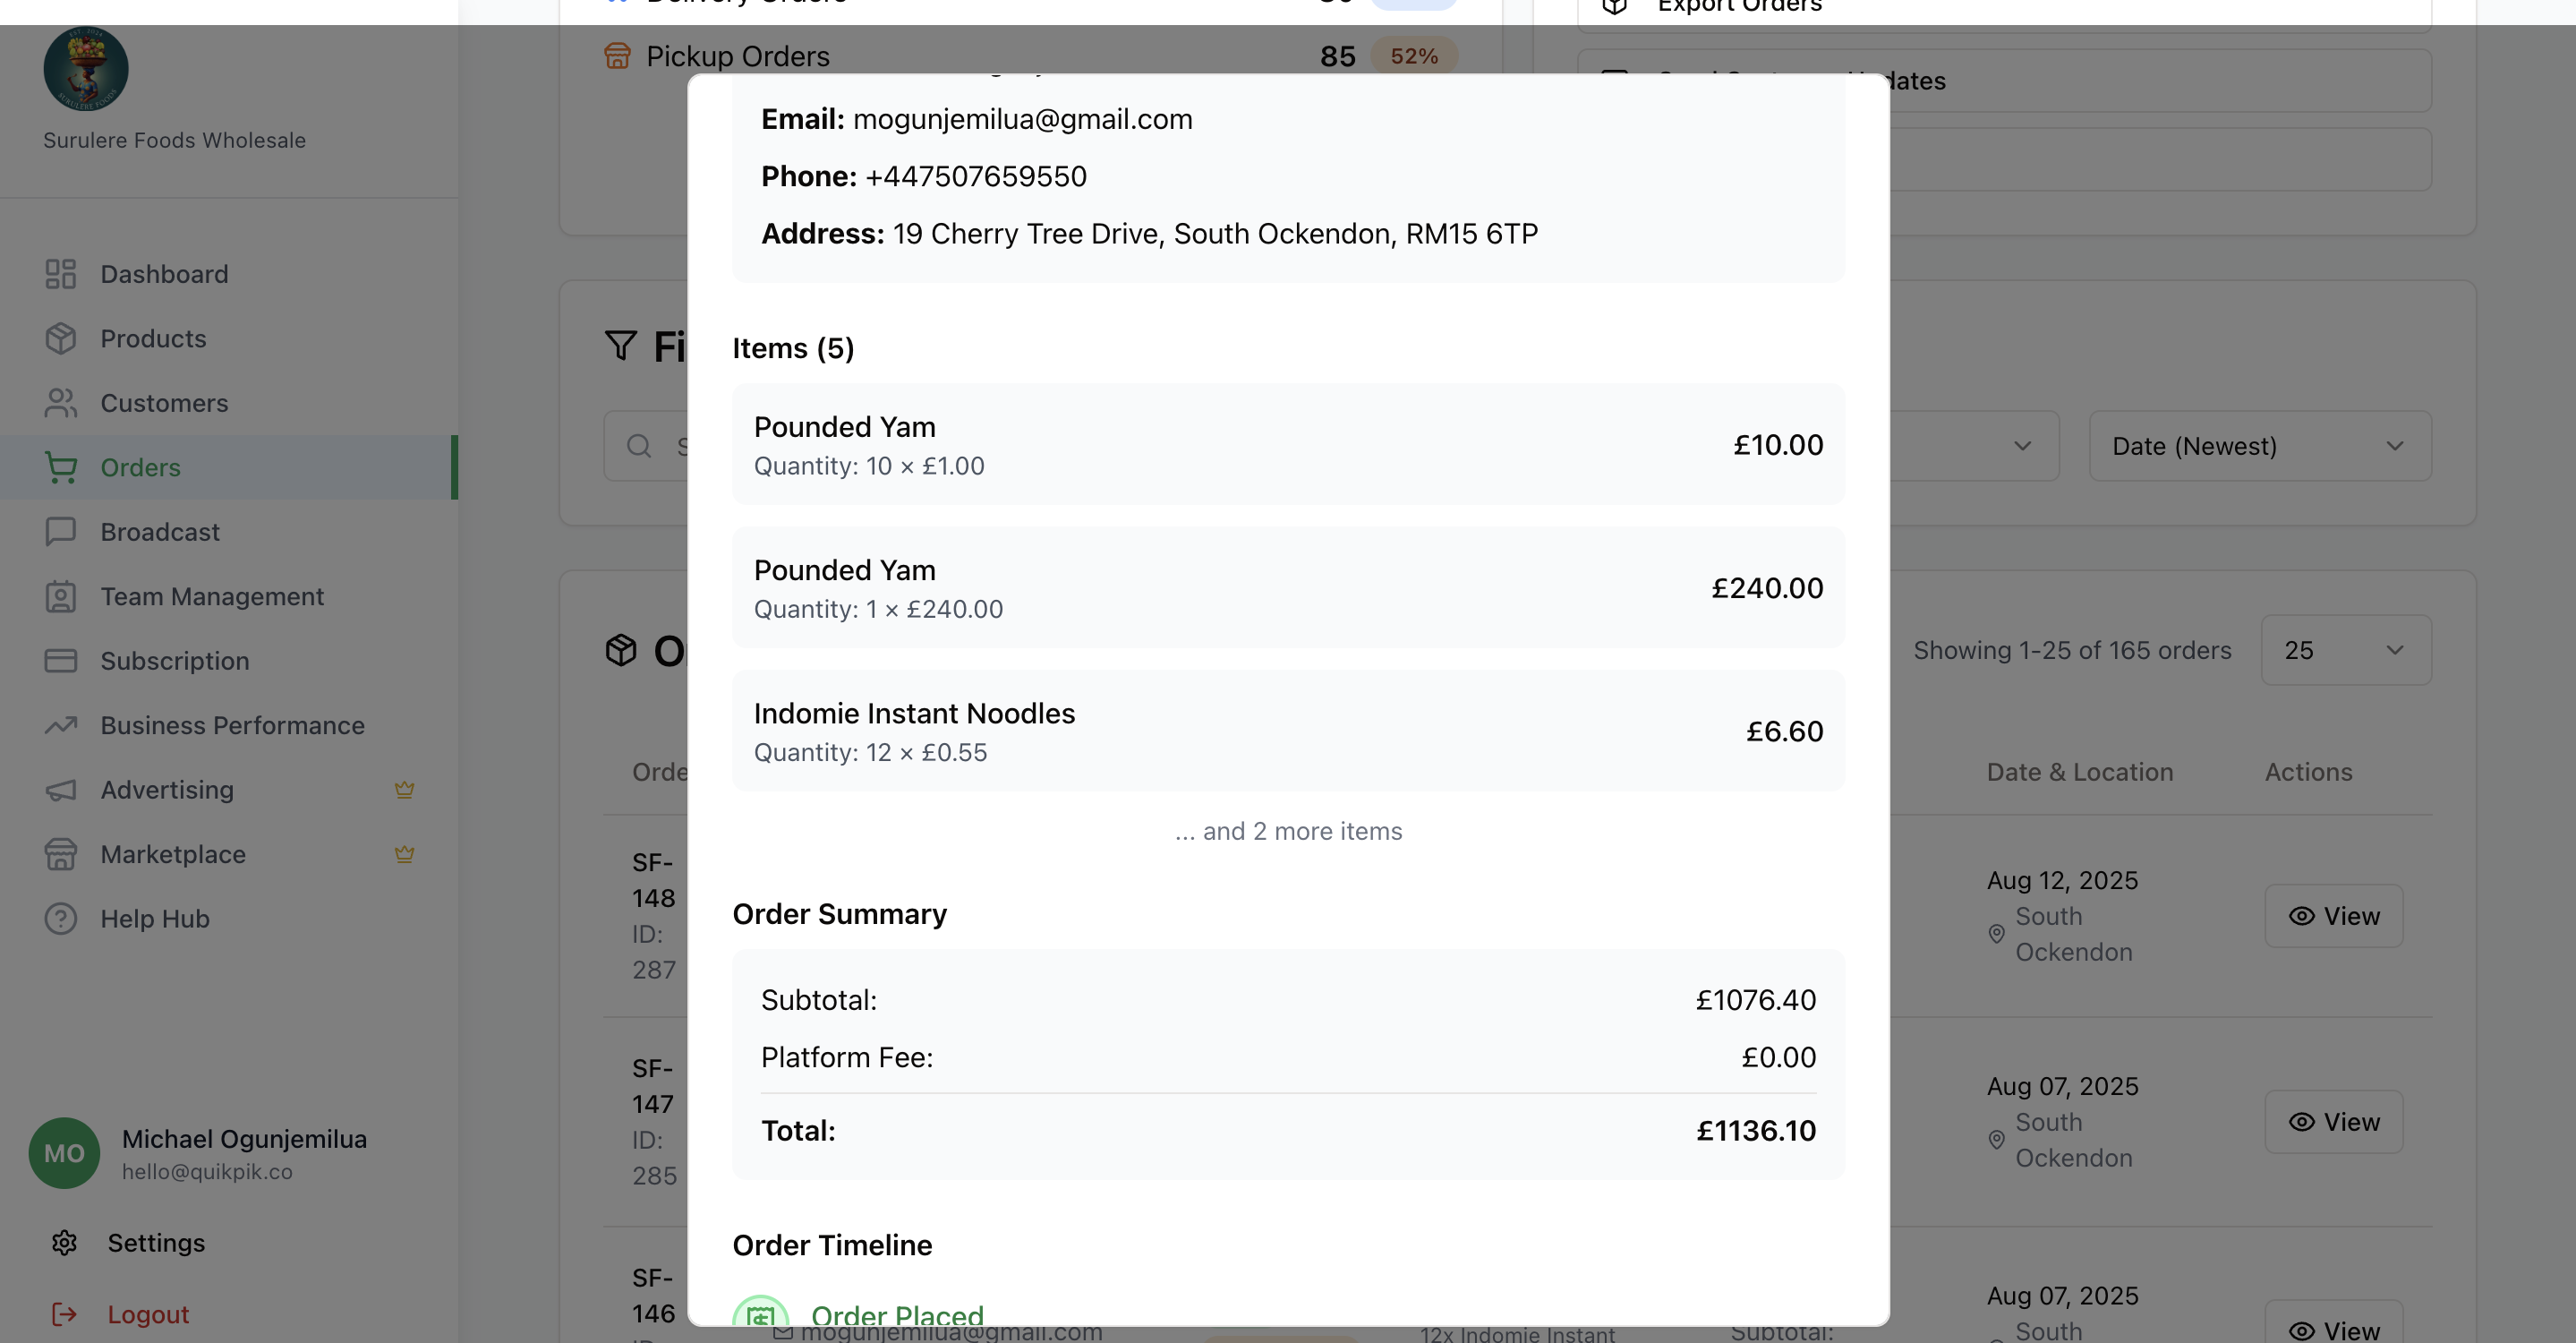 EST. 2024
SURULERE FOODS
Surulere Foods Wholesale
Dashboard
Products
Customers
Orders
Broadcast
Team Management
Subscription
Business Performance
Advertising
Marketplace
Help Hub
MO
Michael Ogunjemilua
hello@quikpik.co
Settings
Logout
Delivery Orders
Pickup Orders
85
52%
Export Orders
Email: mogunjemilua@gmail.com
Phone: +447507659550
Address: 19 Cherry Tree Drive, South Ockendon, RM15 6TP
Items (5)
Pounded Yam
Quantity: 10 × £1.00
£10.00
Pounded Yam
Quantity: 1 × £240.00
£240.00
Indomie Instant Noodles
Quantity: 12 × £0.55
£6.60
... and 2 more items
Order Summary
Subtotal:
£1076.40
Platform Fee:
£0.00
Total:
£1136.10
Order Timeline
Order Placed
Date (Newest)
Showing 1-25 of 165 orders
25
Date & Location
Actions
SF-
148
ID:
287
Aug 12, 2025
South
Ockendon
View
SF-
147
ID:
285
Aug 07, 2025
South
Ockendon
View
SF-
146
mogunjemilua@gmail.com
12x Indomie Instant
Subtotal:
Aug 07, 2025
South
View